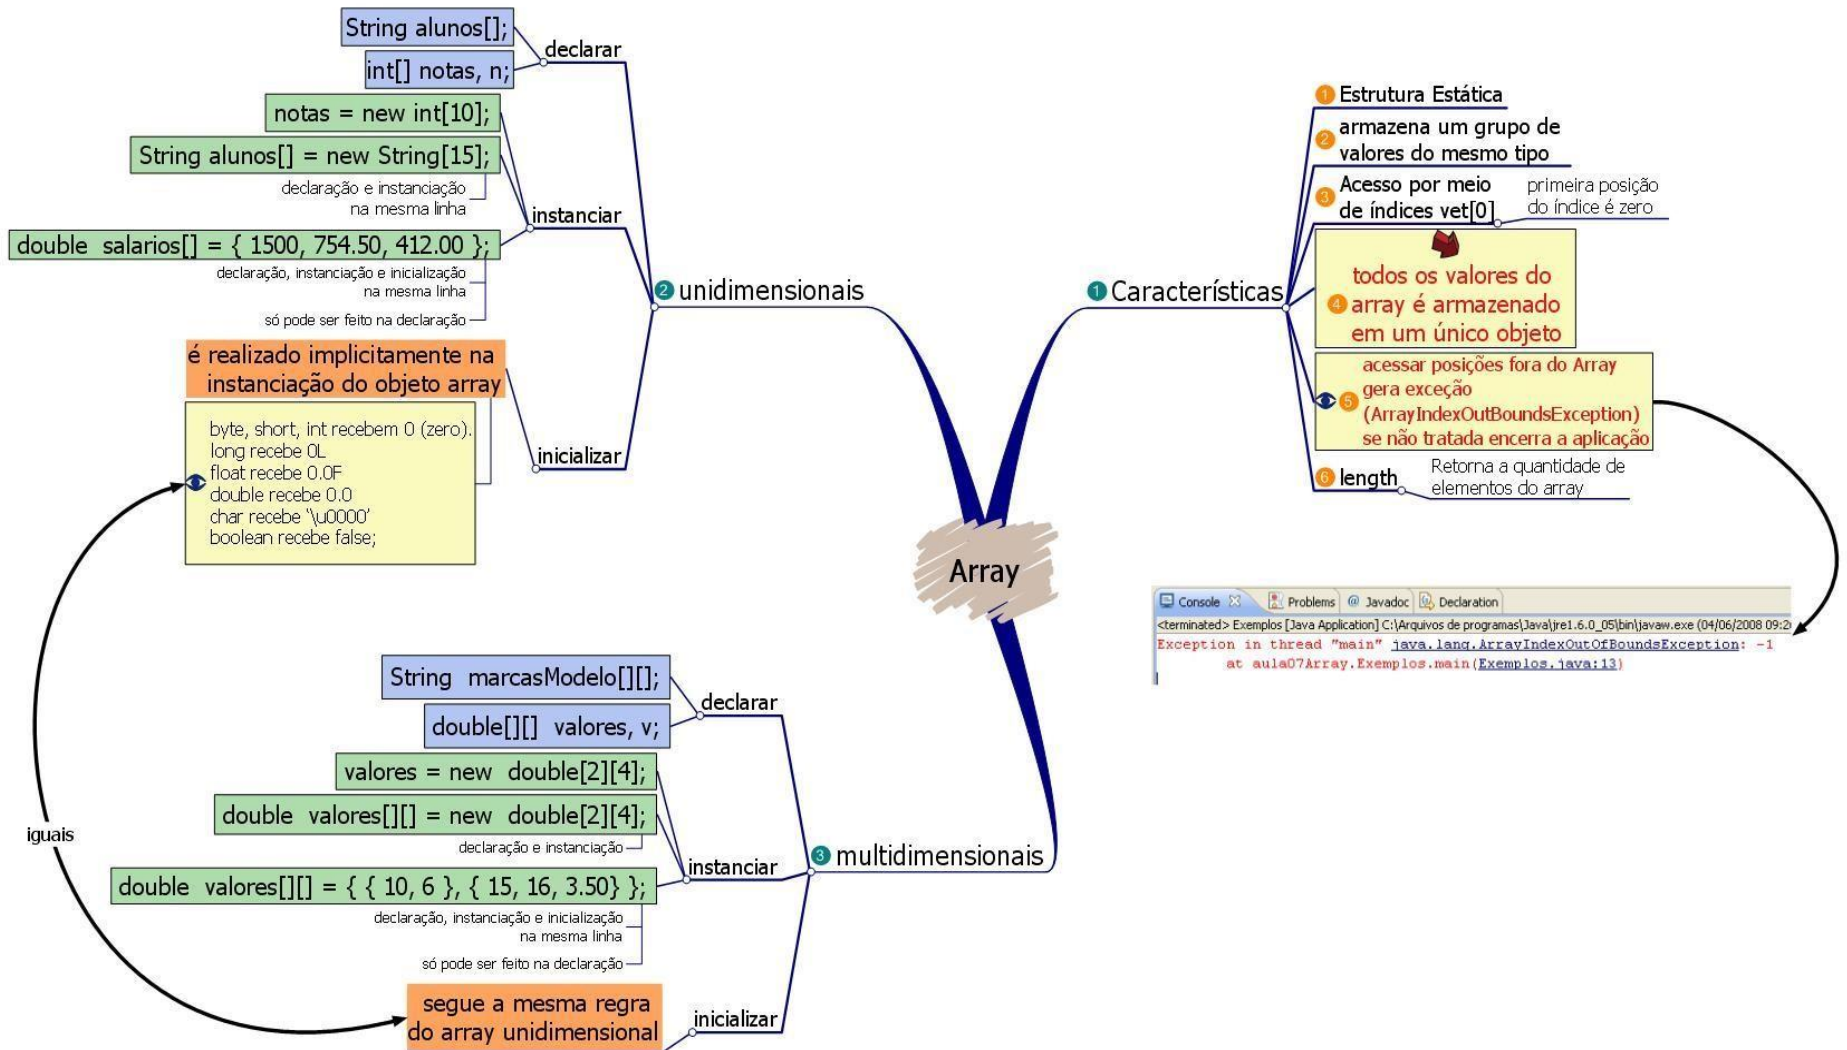 Array
1 Características
1 Estrutura Estática
2 armazena um grupo de
valores do mesmo tipo
3 Acesso por meio
de índices vet[0]
primeira posição
do índice é zero
4 todos os valores do
array é armazenado
em um único objeto
5 acessar posições fora do Array
gera exceção
(ArrayIndexOutBoundsException)
se não tratada encerra a aplicação
6 length
Retorna a quantidade de
elementos do array
Console Problems @ Javadoc Declaration
<terminated> Exemplos [Java Application] C:\Arquivos de programas\Java\jre1.6.0_05\bin\javaw.exe (04/06/2008 09:2
Exception in thread "main" java.lang.ArrayIndexOutOfBoundsException: -1
at aula07Array.Exemplos.main(Exemplos.java:13)
2 unidimensionais
declarar
String alunos[];
int[] notas, n;
instanciar
notas = new int[10];
String alunos[] = new String[15];
declaração e instanciação
na mesma linha
double salarios[] = { 1500, 754.50, 412.00 };
declaração, instanciação e inicialização
na mesma linha
só pode ser feito na declaração
inicializar
é realizado implicitamente na
instanciação do objeto array
byte, short, int recebem 0 (zero).
long recebe 0L
float recebe 0.0F
double recebe 0.0
char recebe ‘\u0000’
boolean recebe false;
iguais
3 multidimensionais
declarar
String marcasModelo[][];
double[][] valores, v;
instanciar
valores = new double[2][4];
double valores[][] = new double[2][4];
declaração e instanciação
double valores[][] = { { 10, 6 }, { 15, 16, 3.50} };
declaração, instanciação e inicialização
na mesma linha
só pode ser feito na declaração
inicializar
segue a mesma regra
do array unidimensional